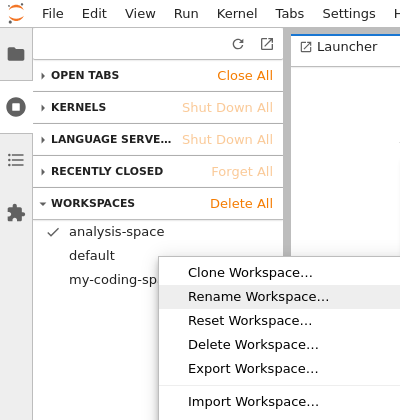 File Edit View Run Kernel Tabs Settings
Launcher
OPEN TABS Close All
KERNELS Shut Down All
LANGUAGE SERVE... Shut Down All
RECENTLY CLOSED Forget All
WORKSPACES Delete All
analysis-space
default
my-coding-sp
Clone Workspace...
Rename Workspace...
Reset Workspace...
Delete Workspace...
Export Workspace...
Import Workspace...